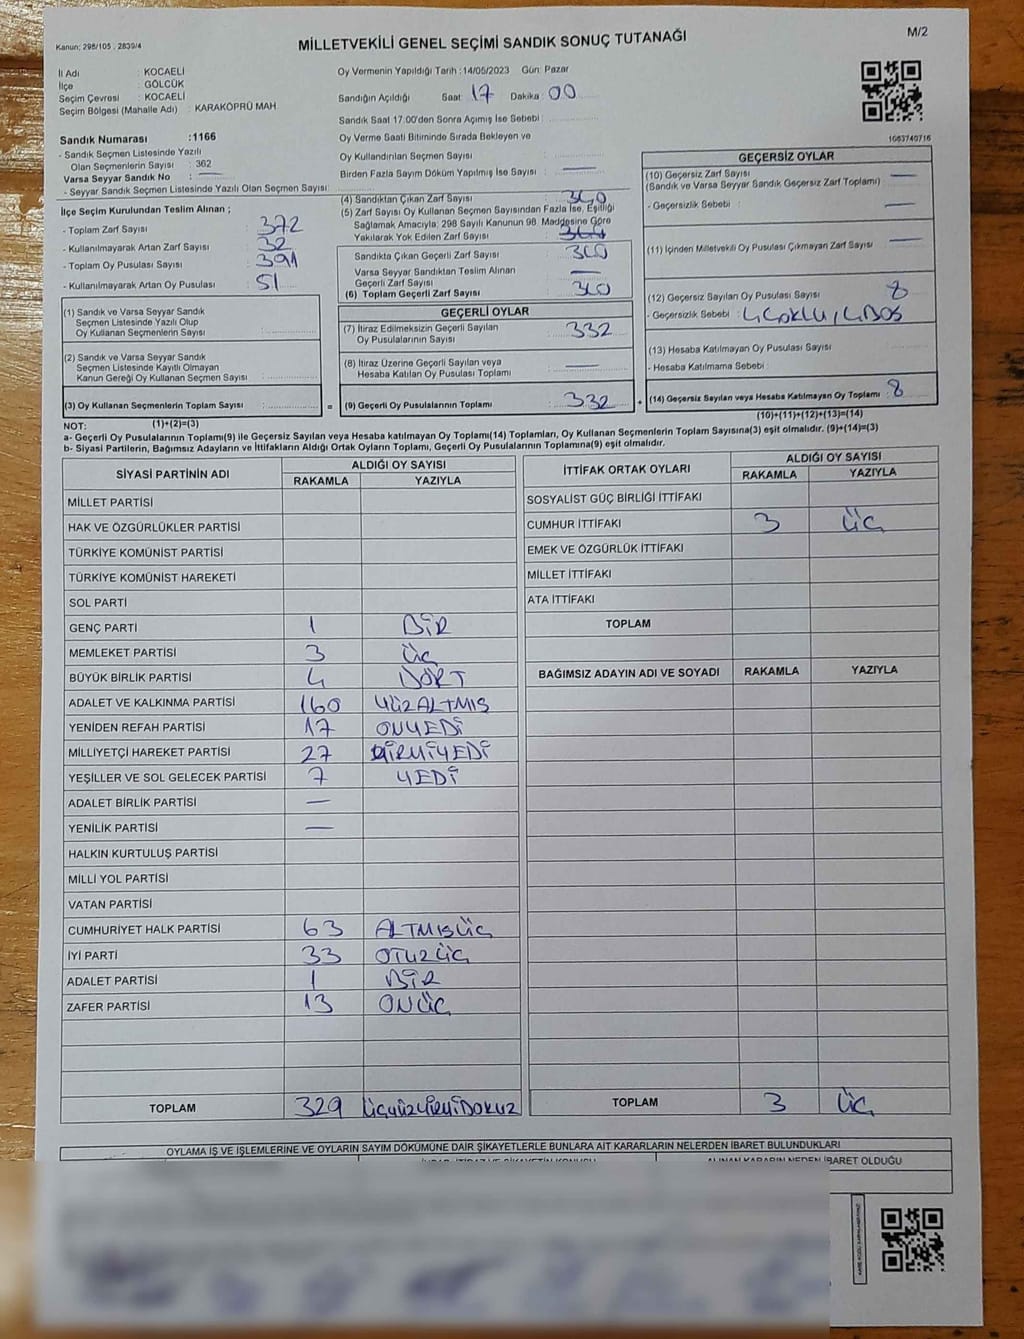 Kanun; 298/105 , 2839/4
MİLLETVEKİLİ GENEL SEÇİMİ SANDIK SONUÇ TUTANAĞI
M/2
İl Adı : KOCAELİ
İlçe : GÖLCÜK
Seçim Çevresi : KOCAELİ
Seçim Bölgesi (Mahalle Adı) : KARAKÖPRÜ MAH
Sandık Numarası :1166
- Sandık Seçmen Listesinde Yazılı
Olan Seçmenlerin Sayısı : 362
Varsa Seyyar Sandık No : —
- Seyyar Sandık Seçmen Listesinde Yazılı Olan Seçmen Sayısı:
Oy Vermenin Yapıldığı Tarih :14/05/2023 Gün: Pazar
Sandığın Açıldığı Saat: 17 Dakika: 00
Sandık Saat 17:00'den Sonra Açımış İse Sebebi :
Oy Verme Saati Bitiminde Sırada Bekleyen ve
Oy Kullandırılan Seçmen Sayısı :
Birden Fazla Sayım Döküm Yapılmış İse Sayısı : —
1083740716
İlçe Seçim Kurulundan Teslim Alınan ;
- Toplam Zarf Sayısı : 372
- Kullanılmayarak Artan Zarf Sayısı : 32
- Toplam Oy Pusulası Sayısı : 391
- Kullanılmayarak Artan Oy Pusulası : 51
(4) Sandıktan Çıkan Zarf Sayısı : 340
(5) Zarf Sayısı Oy Kullanan Seçmen Sayısından Fazla İse, Eşitliği
Sağlamak Amacıyla; 298 Sayılı Kanunun 98. Maddesine Göre
Yakılarak Yok Edilen Zarf Sayısı :
Sandıkta Çıkan Geçerli Zarf Sayısı : 340
Varsa Seyyar Sandıktan Teslim Alınan
Geçerli Zarf Sayısı : —
(6) Toplam Geçerli Zarf Sayısı : 340
GEÇERSİZ OYLAR
(10) Geçersiz Zarf Sayısı : —
(Sandık ve Varsa Seyyar Sandık Geçersiz Zarf Toplamı)
- Geçersizlik Sebebi : —
(11) İçinden Milletvekili Oy Pusulası Çıkmayan Zarf Sayısı : —
(12) Geçersiz Sayılan Oy Pusulası Sayısı : 8
- Geçersizlik Sebebi : 4 ÇOKLU, 4 BOŞ
(13) Hesaba Katılmayan Oy Pusulası Sayısı :
- Hesaba Katılmama Sebebi :
(14) Geçersiz Sayılan veya Hesaba Katılmayan Oy Toplamı : 8
(10)+(11)+(12)+(13)=(14)
(1) Sandık ve Varsa Seyyar Sandık
Seçmen Listesinde Yazılı Olup
Oy Kullanan Seçmenlerin Sayısı :
(2) Sandık ve Varsa Seyyar Sandık
Seçmen Listesinde Kayıtlı Olmayan
Kanun Gereği Oy Kullanan Seçmen Sayısı :
(3) Oy Kullanan Seçmenlerin Toplam Sayısı : =
(1)+(2)=(3)
GEÇERLİ OYLAR
(7) İtiraz Edilmeksizin Geçerli Sayılan
Oy Pusulalarının Sayısı : 332
(8) İtiraz Üzerine Geçerli Sayılan veya
Hesaba Katılan Oy Pusulası Toplamı : —
(9) Geçerli Oy Pusulalarının Toplamı : 332 +
NOT:
a- Geçerli Oy Pusulalarının Toplamı(9) ile Geçersiz Sayılan veya Hesaba katılmayan Oy Toplamı(14) Toplamları, Oy Kullanan Seçmenlerin Toplam Sayısına(3) eşit olmalıdır. (9)+(14)=(3)
b- Siyasi Partilerin, Bağımsız Adayların ve İttifakların Aldığı Ortak Oyların Toplamı, Geçerli Oy Pusulalarının Toplamına(9) eşit olmalıdır.
SİYASİ PARTİNİN ADI ALDIĞI OY SAYISI
RAKAMLA YAZIYLA
MİLLET PARTİSİ
HAK VE ÖZGÜRLÜKLER PARTİSİ
TÜRKİYE KOMÜNİST PARTİSİ
TÜRKİYE KOMÜNİST HAREKETİ
SOL PARTİ
GENÇ PARTİ 1 BİR
MEMLEKET PARTİSİ 3 ÜÇ
BÜYÜK BİRLİK PARTİSİ 4 DÖRT
ADALET VE KALKINMA PARTİSİ 160 YÜZALTMIŞ
YENİDEN REFAH PARTİSİ 17 ONYEDİ
MİLLİYETÇİ HAREKET PARTİSİ 27 YİRMİYEDİ
YEŞİLLER VE SOL GELECEK PARTİSİ 7 YEDİ
ADALET BİRLİK PARTİSİ —
YENİLİK PARTİSİ —
HALKIN KURTULUŞ PARTİSİ
MİLLİ YOL PARTİSİ
VATAN PARTİSİ
CUMHURİYET HALK PARTİSİ 63 ALTMIŞÜÇ
İYİ PARTİ 33 OTUZÜÇ
ADALET PARTİSİ 1 BİR
ZAFER PARTİSİ 13 ONÜÇ
TOPLAM 329 ÜÇYÜZYİRMİDOKUZ
İTTİFAK ORTAK OYLARI ALDIĞI OY SAYISI
RAKAMLA YAZIYLA
SOSYALİST GÜÇ BİRLİĞİ İTTİFAKI
CUMHUR İTTİFAKI 3 ÜÇ
EMEK VE ÖZGÜRLÜK İTTİFAKI
MİLLET İTTİFAKI
ATA İTTİFAKI
TOPLAM
BAĞIMSIZ ADAYIN ADI VE SOYADI RAKAMLA YAZIYLA
TOPLAM 3 ÜÇ
OYLAMA İŞ VE İŞLEMLERİNE VE OYLARIN SAYIM DÖKÜMÜNE DAİR ŞİKAYETLERLE BUNLARA AİT KARARLARIN NELERDEN İBARET BULUNDUKLARI
ALINAN KARARIN NEDEN İBARET OLDUĞU